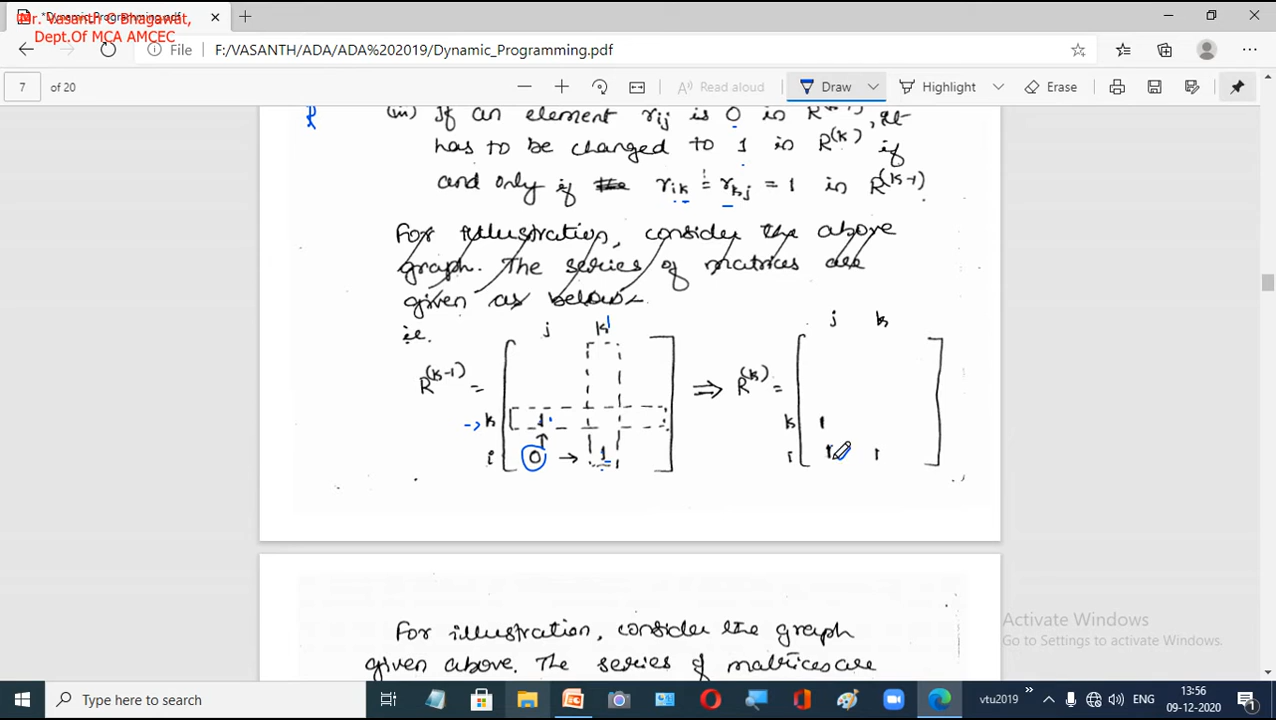 *Dynamic_Programming.pdf
Dr. Vasanth G Bhagawat,
Dept.Of MCA AMCEC
File F:/VASANTH/ADA/ADA%202019/Dynamic_Programming.pdf
7 of 20 Read aloud Draw Highlight Erase
(iii) If an element rij is 0 in R(k-1), it
has to be changed to 1 in R(k) if
and only if rik = rkj = 1 in R(k-1)
For illustration, consider the above
graph. The series of matrices are
given as below
ie.
j k j k
R(k-1) = ⇒ R(k) =
k 1 k 1
i 0 → 1 i 1 1
For illustration, consider the graph
given above. The series of matrices are
Activate Windows
Go to Settings to activate Windows.
Type here to search
vtu2019 » ENG 13:56
09-12-2020